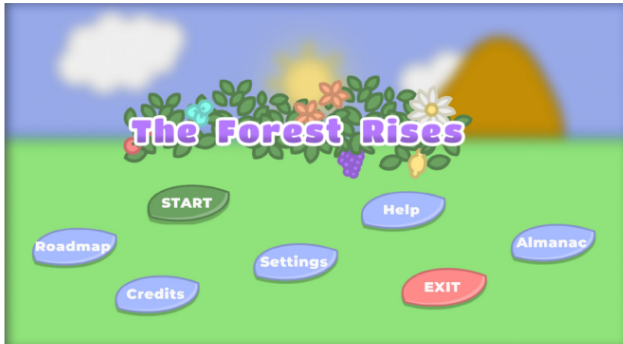 The Forest Rises
START
Help
Roadmap
Settings
Almanac
Credits
EXIT